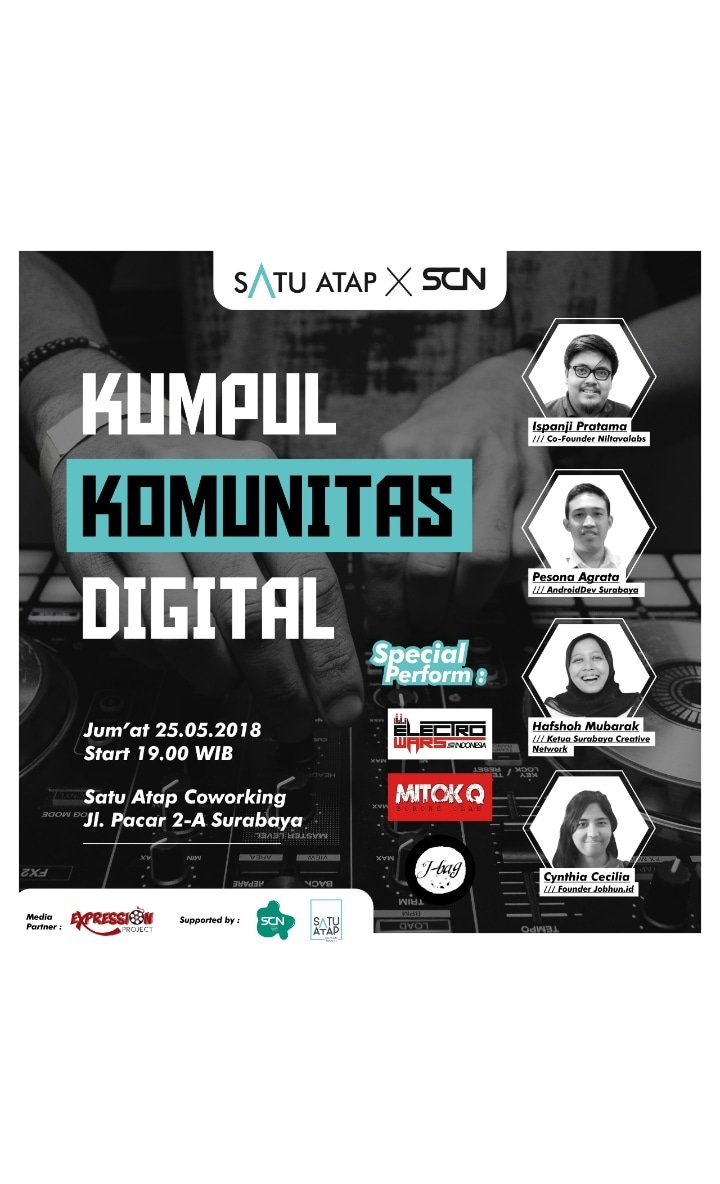 SATU ATAP X SCN
KUMPUL
KOMUNITAS
DIGITAL
Jum'at 25.05.2018
Start 19.00 WIB
Satu Atap Coworking
Jl. Pacar 2-A Surabaya
Special
Perform :
ELECTRO
WARS INDONESIA
MITOK Q
J-bag
Ispanji Pratama
/// Co-Founder Niltavalabs
Pesona Agrata
/// AndroidDev Surabaya
Hafshoh Mubarak
/// Ketua Surabaya Creative
Network
Cynthia Cecilia
/// Founder Jobhun.id
Media
Partner :
EXPRESSION
PROJECT
Supported by :
SCN
SATU
ATAP